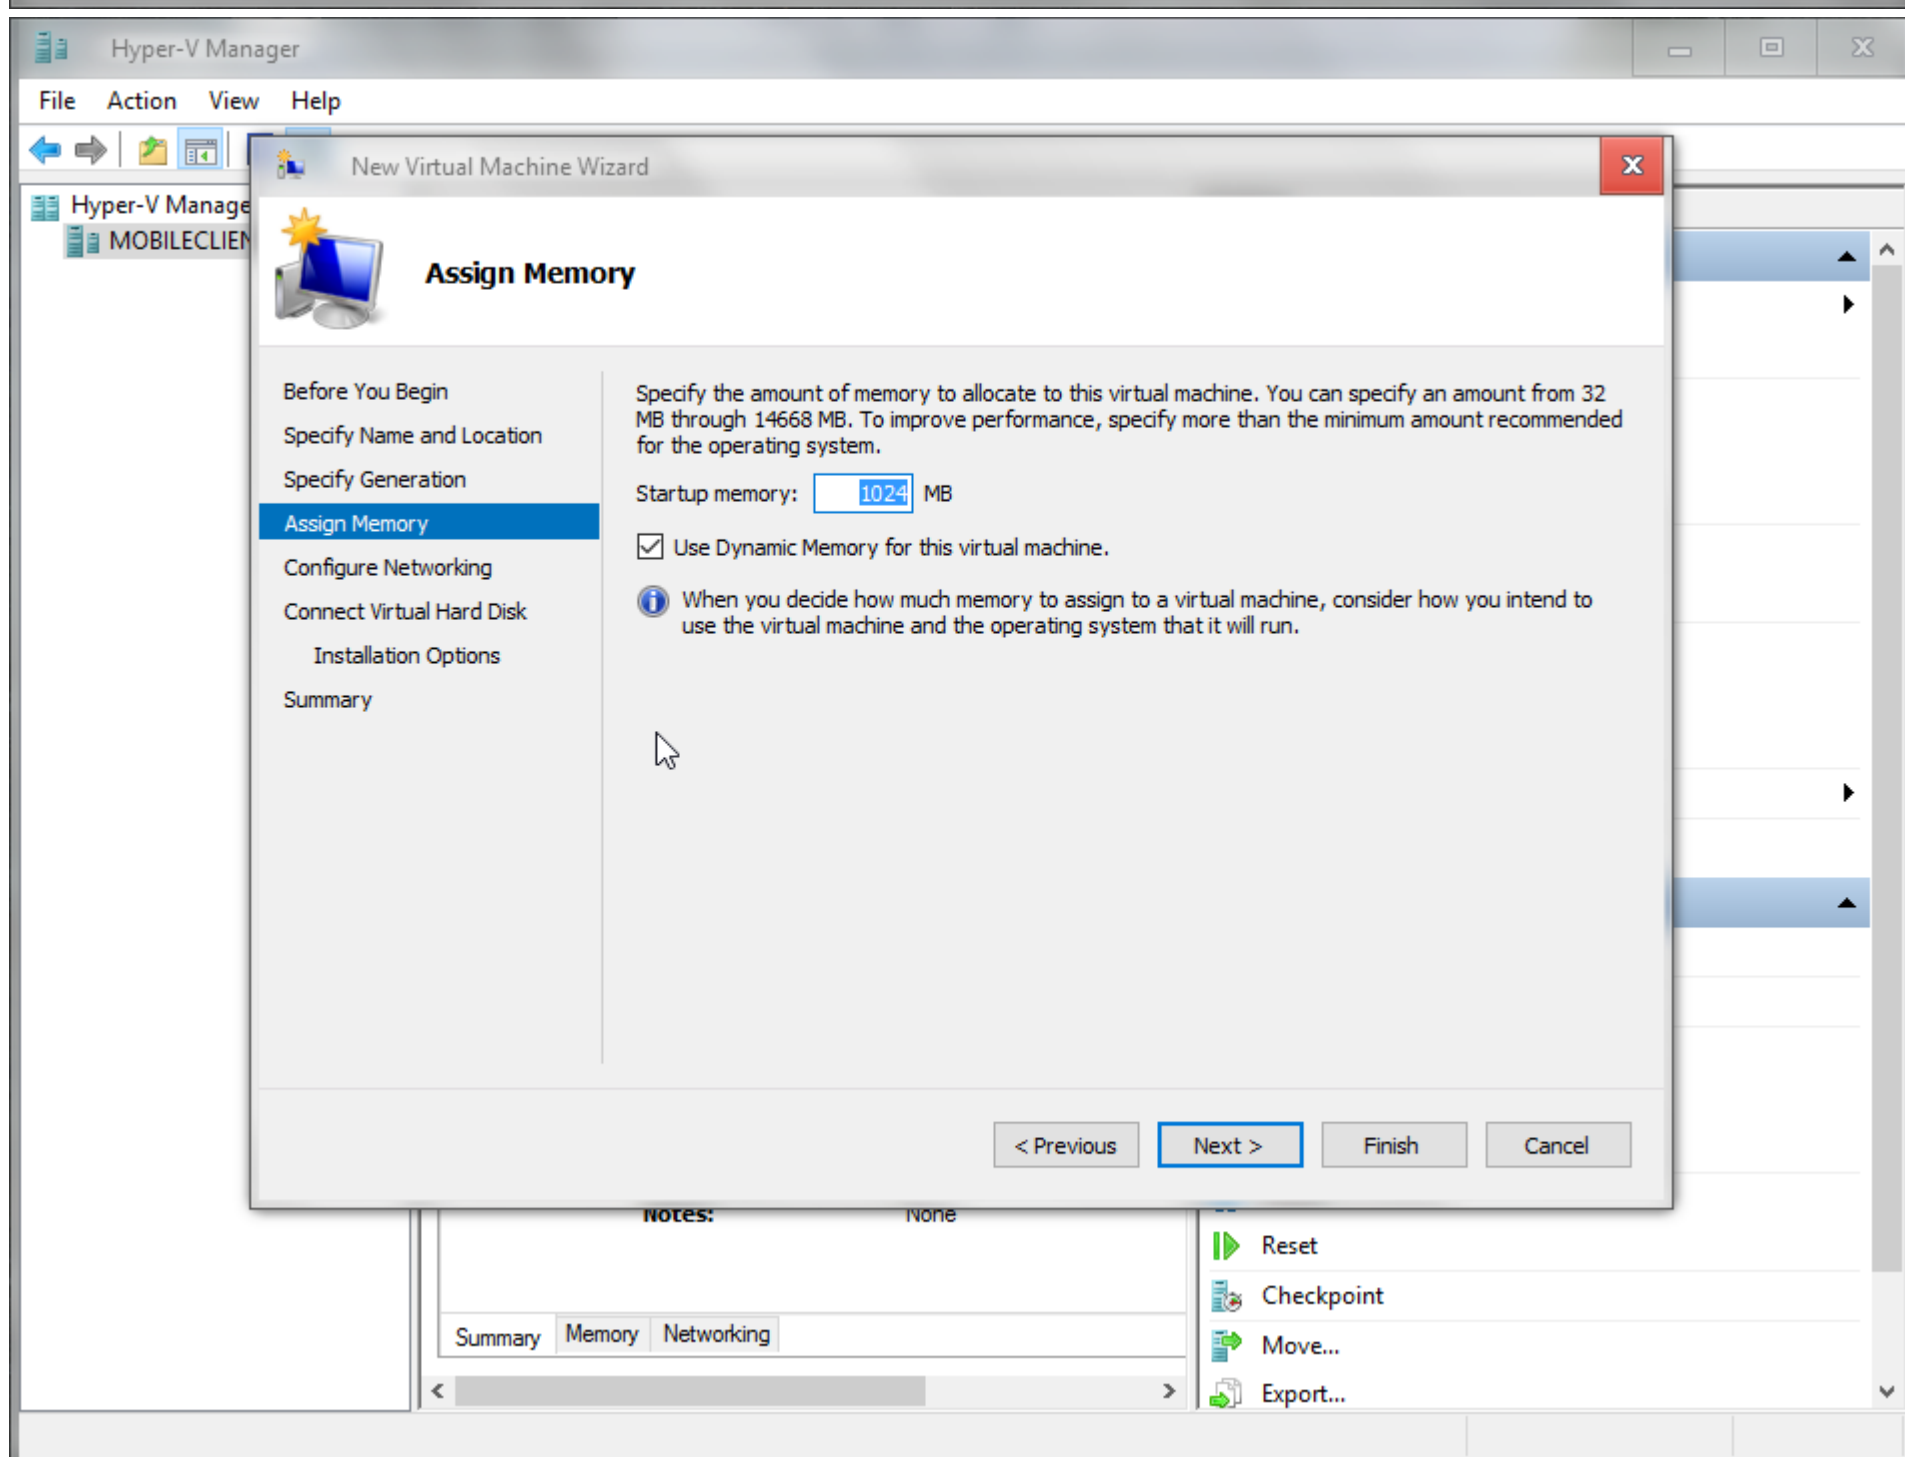 Hyper-V Manager
File Action View Help
New Virtual Machine Wizard
Hyper-V Manage
MOBILECLIEN
Assign Memory
Before You Begin
Specify Name and Location
Specify Generation
Assign Memory
Configure Networking
Connect Virtual Hard Disk
Installation Options
Summary
Specify the amount of memory to allocate to this virtual machine. You can specify an amount from 32
MB through 14668 MB. To improve performance, specify more than the minimum amount recommended
for the operating system.
Startup memory: 1024 MB
Use Dynamic Memory for this virtual machine.
When you decide how much memory to assign to a virtual machine, consider how you intend to
use the virtual machine and the operating system that it will run.
< Previous Next > Finish Cancel
Notes: None
Summary Memory Networking
Reset
Checkpoint
Move...
Export...